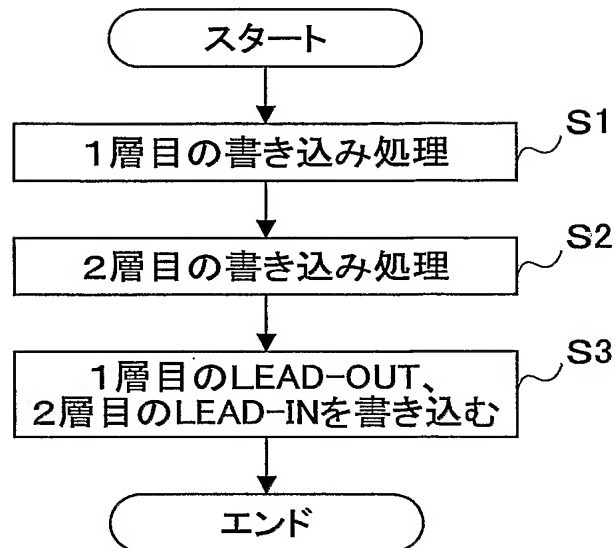 スタート
1層目の書き込み処理
S1
2層目の書き込み処理
S2
1層目のLEAD-OUT、
2層目のLEAD-INを書き込む
S3
エンド